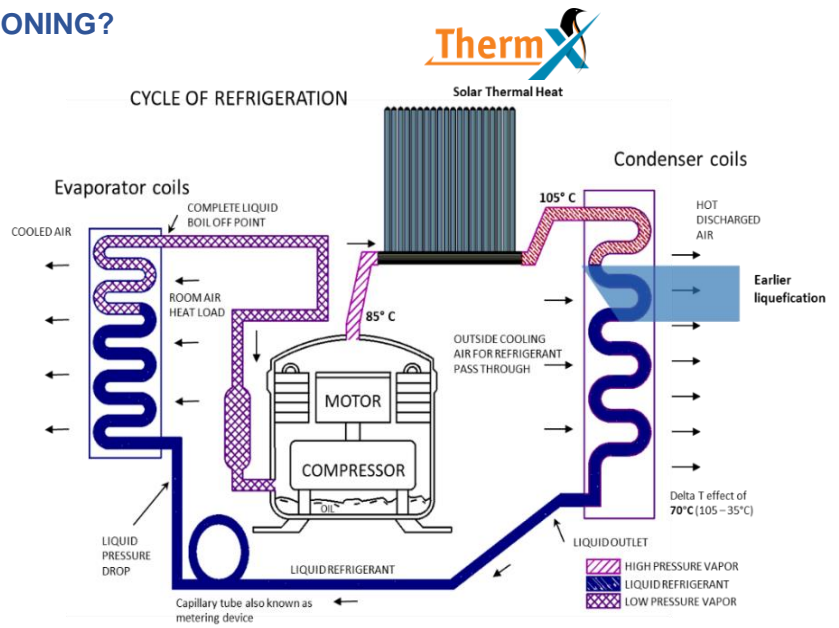 ONING?
ThermX
Solar Thermal Heat
CYCLE OF REFRIGERATION
Condenser coils
Evaporator coils
105° C
COMPLETE LIQUID
BOIL OFF POINT
HOT
DISCHARGED
AIR
COOLED AIR
Earlier
liquefication
ROOM AIR
HEAT LOAD
85° C
OUTSIDE COOLING
AIR FOR REFRIGERANT
PASS THROUGH
MOTOR
COMPRESSOR
OIL
Delta T effect of
70°C (105 – 35°C)
LIQUID
PRESSURE
DROP
LIQUID OUTLET
LIQUID REFRIGERANT
HIGH PRESSURE VAPOR
LIQUID REFRIGERANT
LOW PRESSURE VAPOR
Capillary tube also known as
metering device